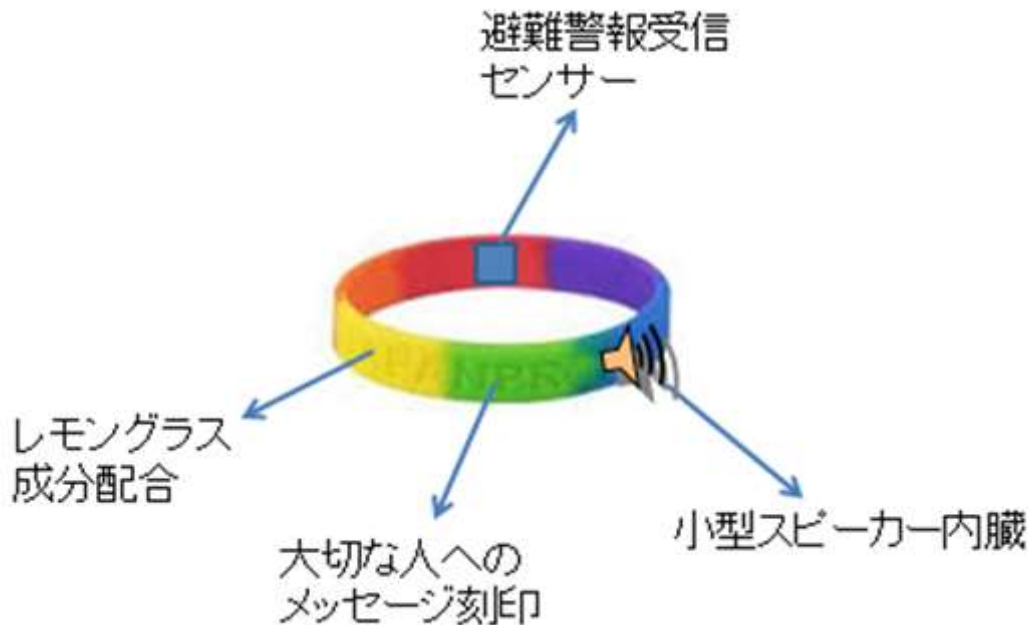 避難警報受信
センサー
レモングラス
成分配合
大切な人への
メッセージ刻印
小型スピーカー内臓